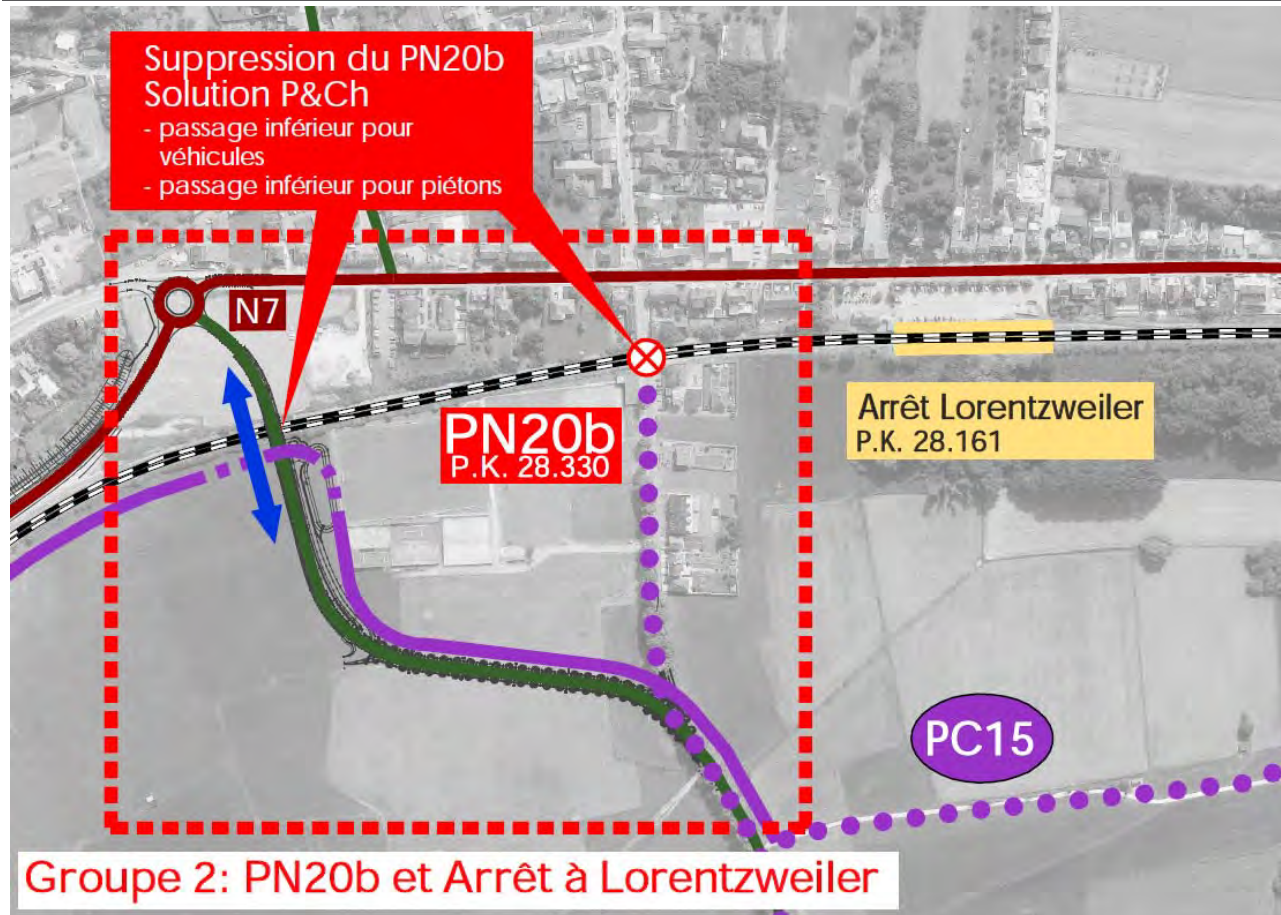 Suppression du PN20b
Solution P&Ch
- passage inférieur pour
véhicules
- passage inférieur pour piétons
N7
PN20b
P.K. 28.330
Arrêt Lorentzweiler
P.K. 28.161
PC15
Groupe 2: PN20b et Arrêt à Lorentzweiler